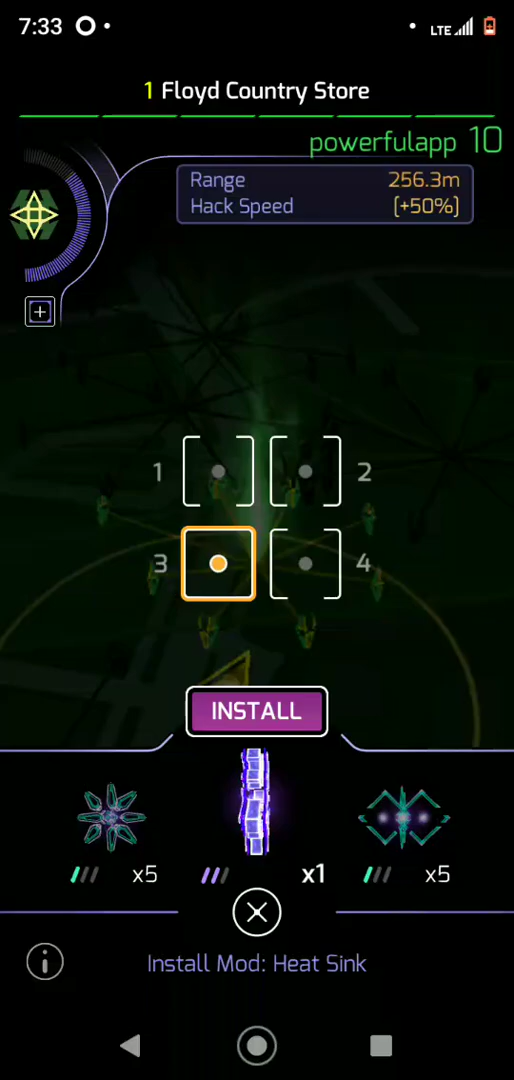 7:33
LTE
1 Floyd Country Store
powerfulapp 10
Range 256.3m
Hack Speed [+50%]
1 2
3 4
INSTALL
x5 x1 x5
Install Mod: Heat Sink